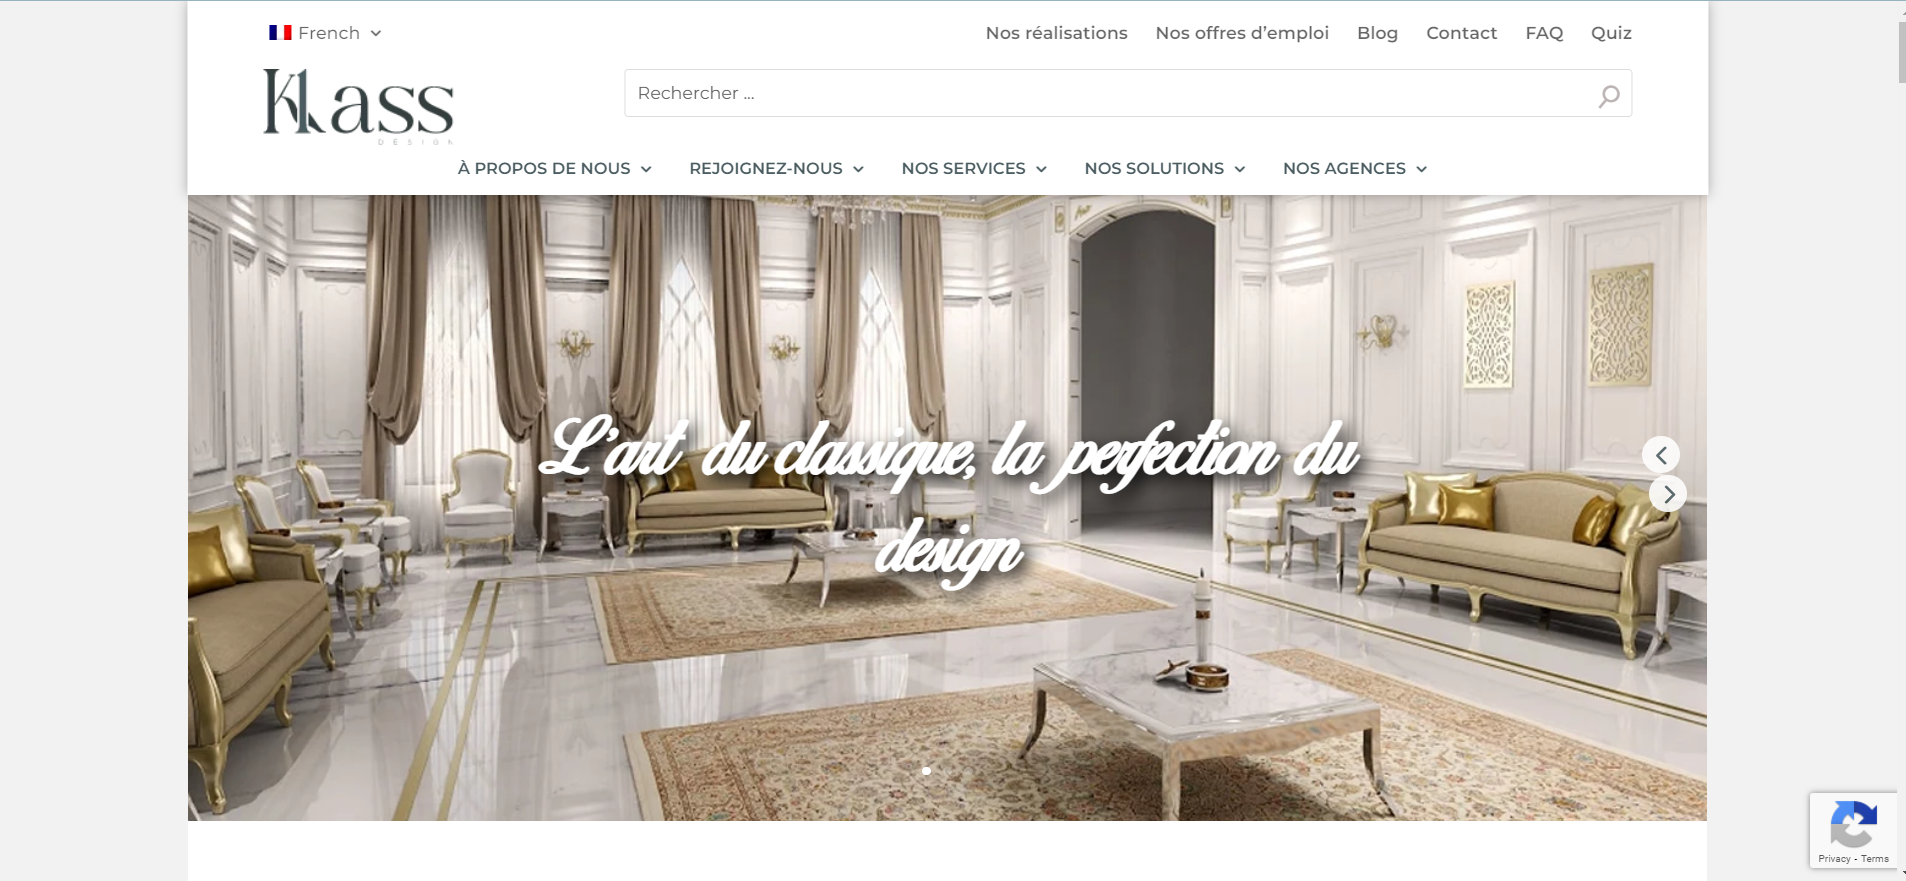 French
Nos réalisations Nos offres d’emploi Blog Contact FAQ Quiz
Klass
DESIGN
Rechercher ...
À PROPOS DE NOUS REJOIGNEZ-NOUS NOS SERVICES NOS SOLUTIONS NOS AGENCES
L’art du classique, la perfection du
design
Privacy - Terms